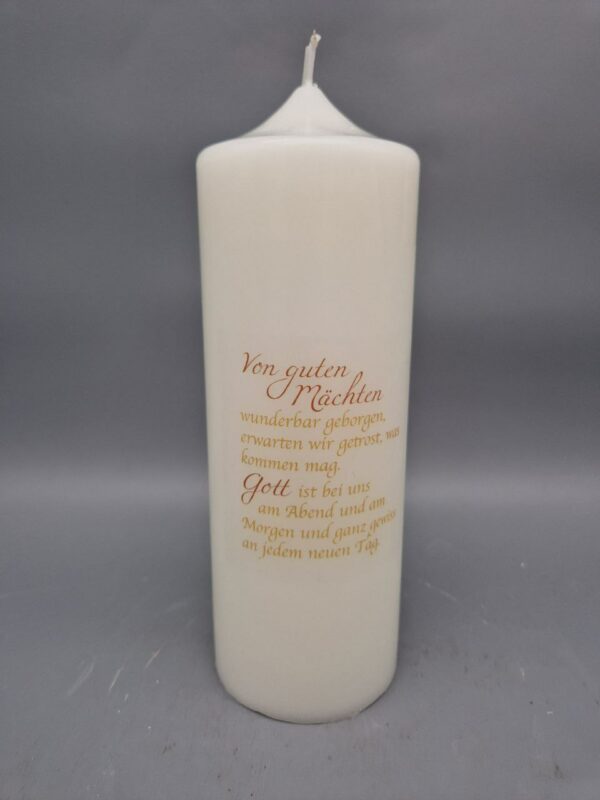 Von guten
Mächten
wunderbar geborgen,
erwarten wir getrost, was
kommen mag.
Gott ist bei uns
am Abend und am
Morgen und ganz gewiss
an jedem neuen Tag.